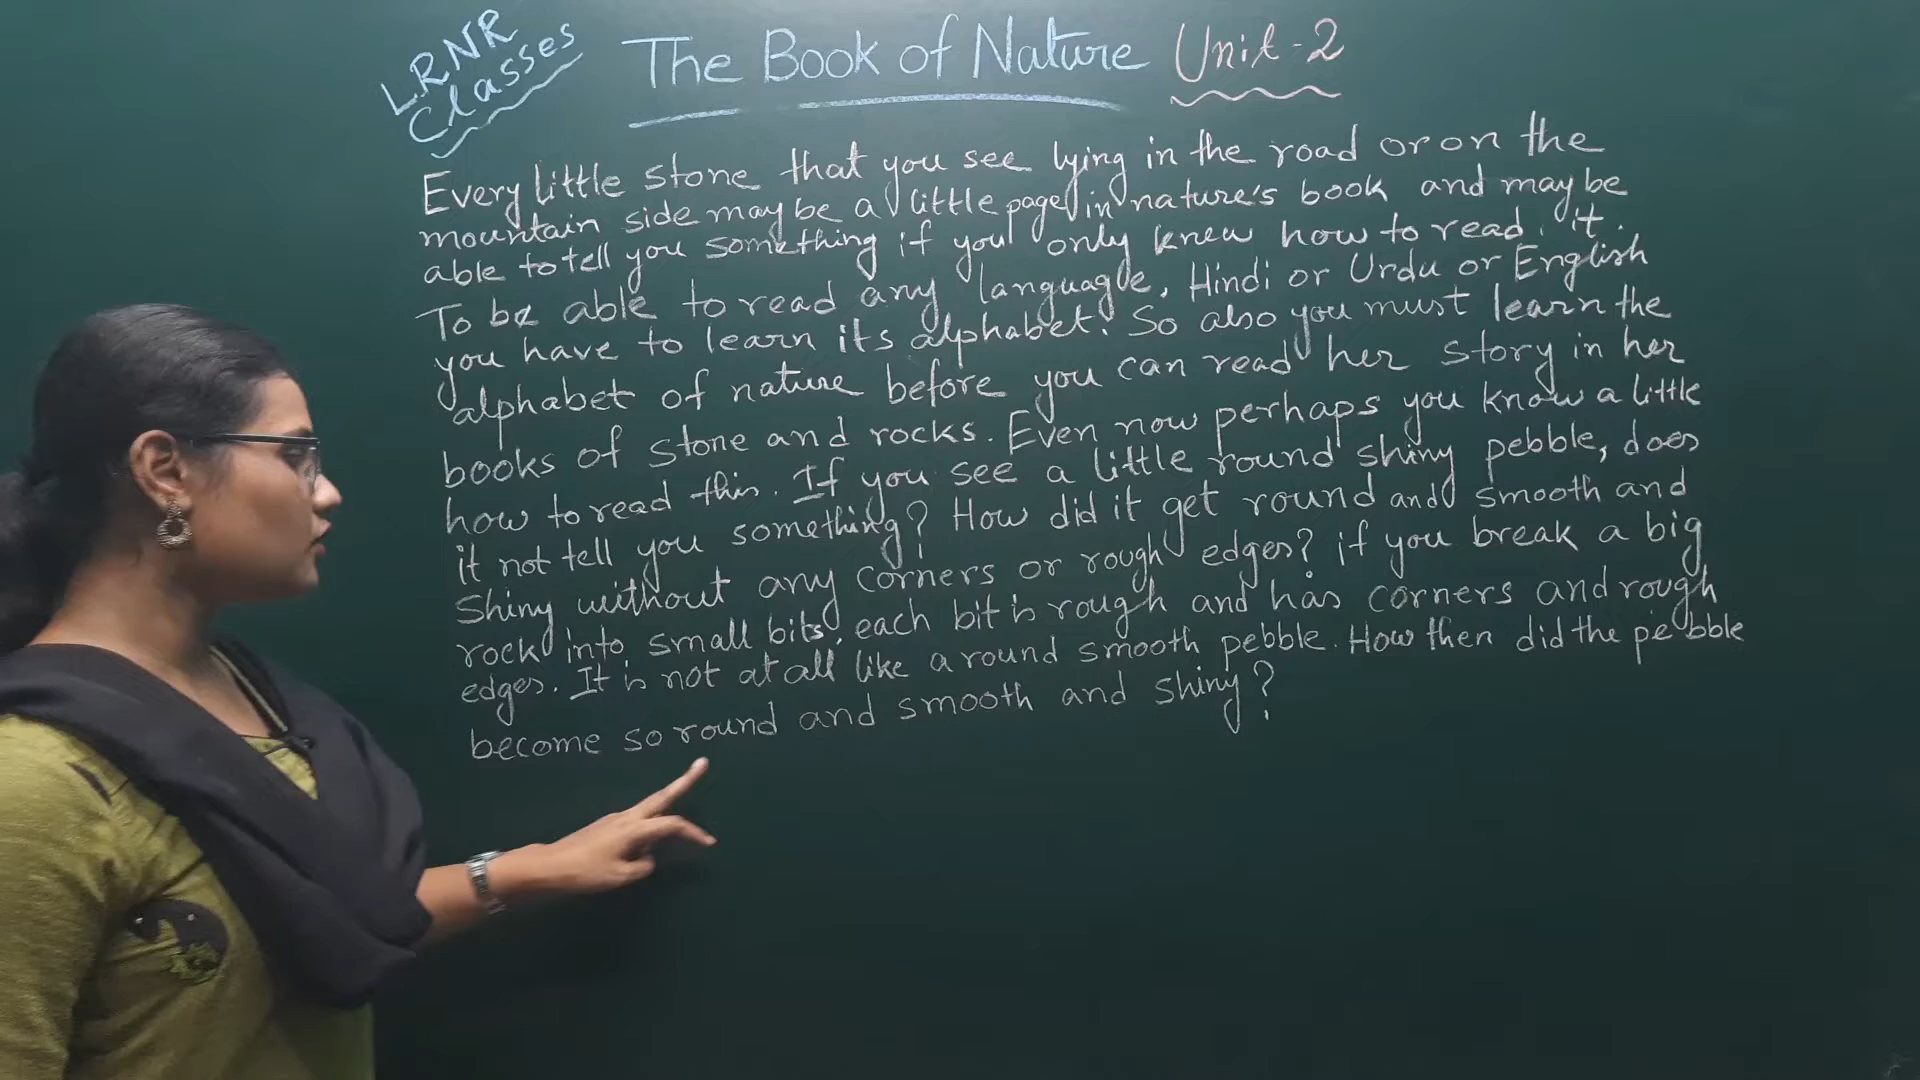 L.R.N.R
Classes
The Book of Nature Unit-2
Every little stone that you see lying in the road or on the
mountain side may be a little page in nature's book and may be
able to tell you something if you only knew how to read it.
To be able to read any language, Hindi or Urdu or English
you have to learn its alphabet. So also you must learn the
alphabet of nature before you can read her story in her
books of stone and rocks. Even now perhaps you know a little
how to read this. If you see a little round shiny pebble, does
it not tell you something? How did it get round and smooth and
Shiny without any corners or rough edges? if you break a big
rock into small bits, each bit is rough and has corners and rough
edges. It is not at all like a round smooth pebble. How then did the pebble
become so round and smooth and shiny?